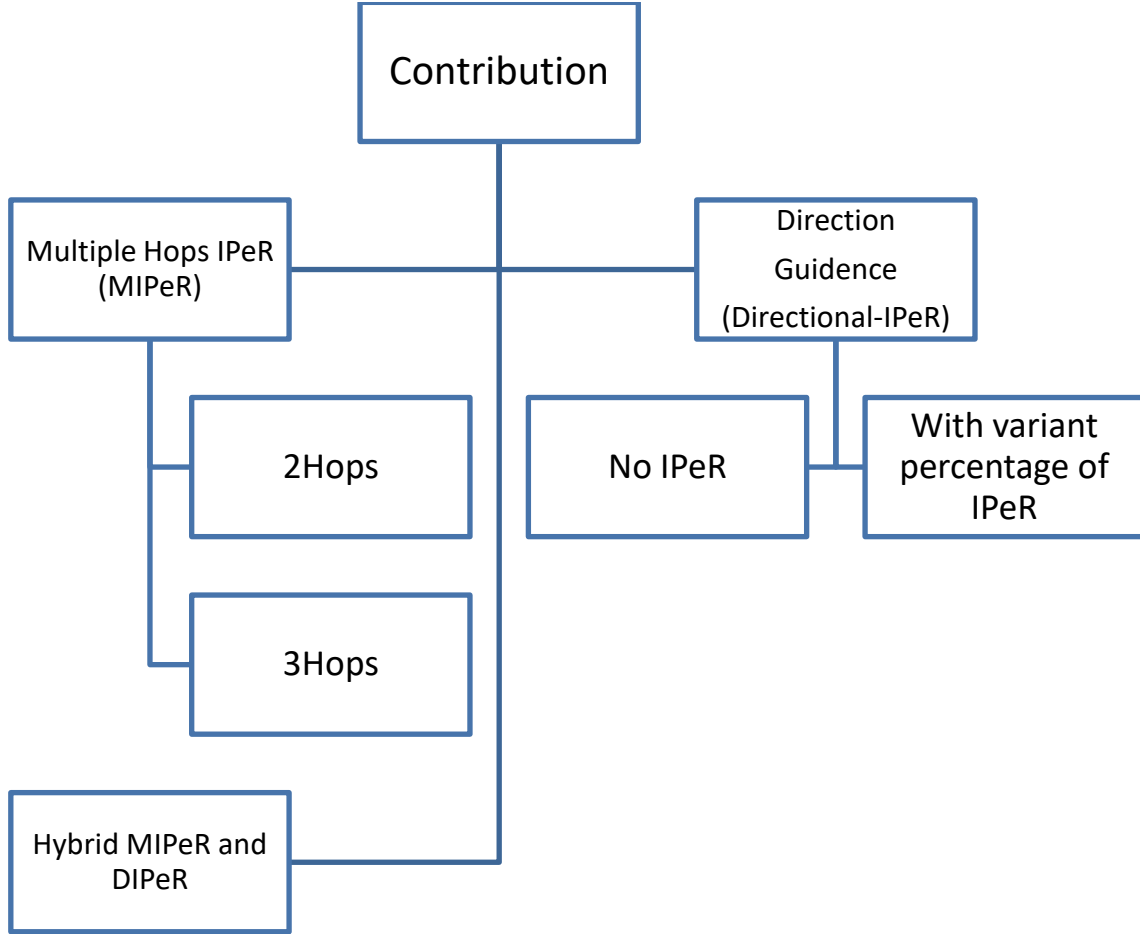 Contribution
Multiple Hops IPeR
(MIPeR)
Direction
Guidence
(Directional-IPeR)
2Hops
No IPeR
With variant
percentage of
IPeR
3Hops
Hybrid MIPeR and
DIPeR